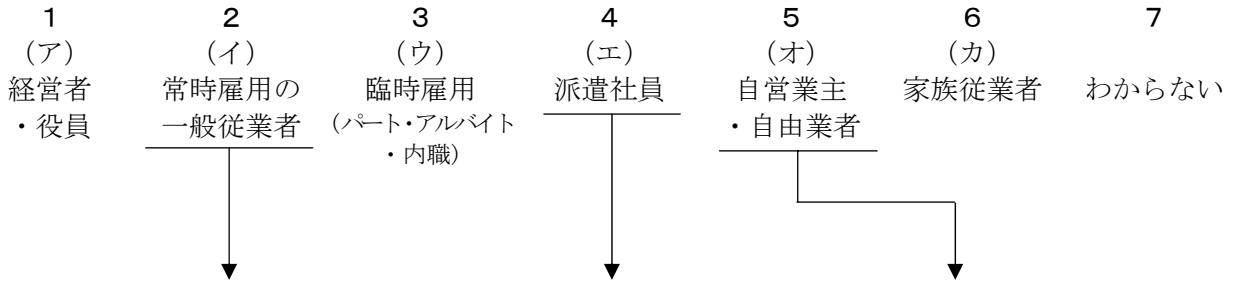 1 2 3 4 5 6 7
(ア) (イ) (ウ) (エ) (オ) (カ)
経営者 常時雇用の 臨時雇用 派遣社員 自営業主 家族従業者 わからない
・役員 一般従業者 (パート・アルバイト ・自由業者
・内職)